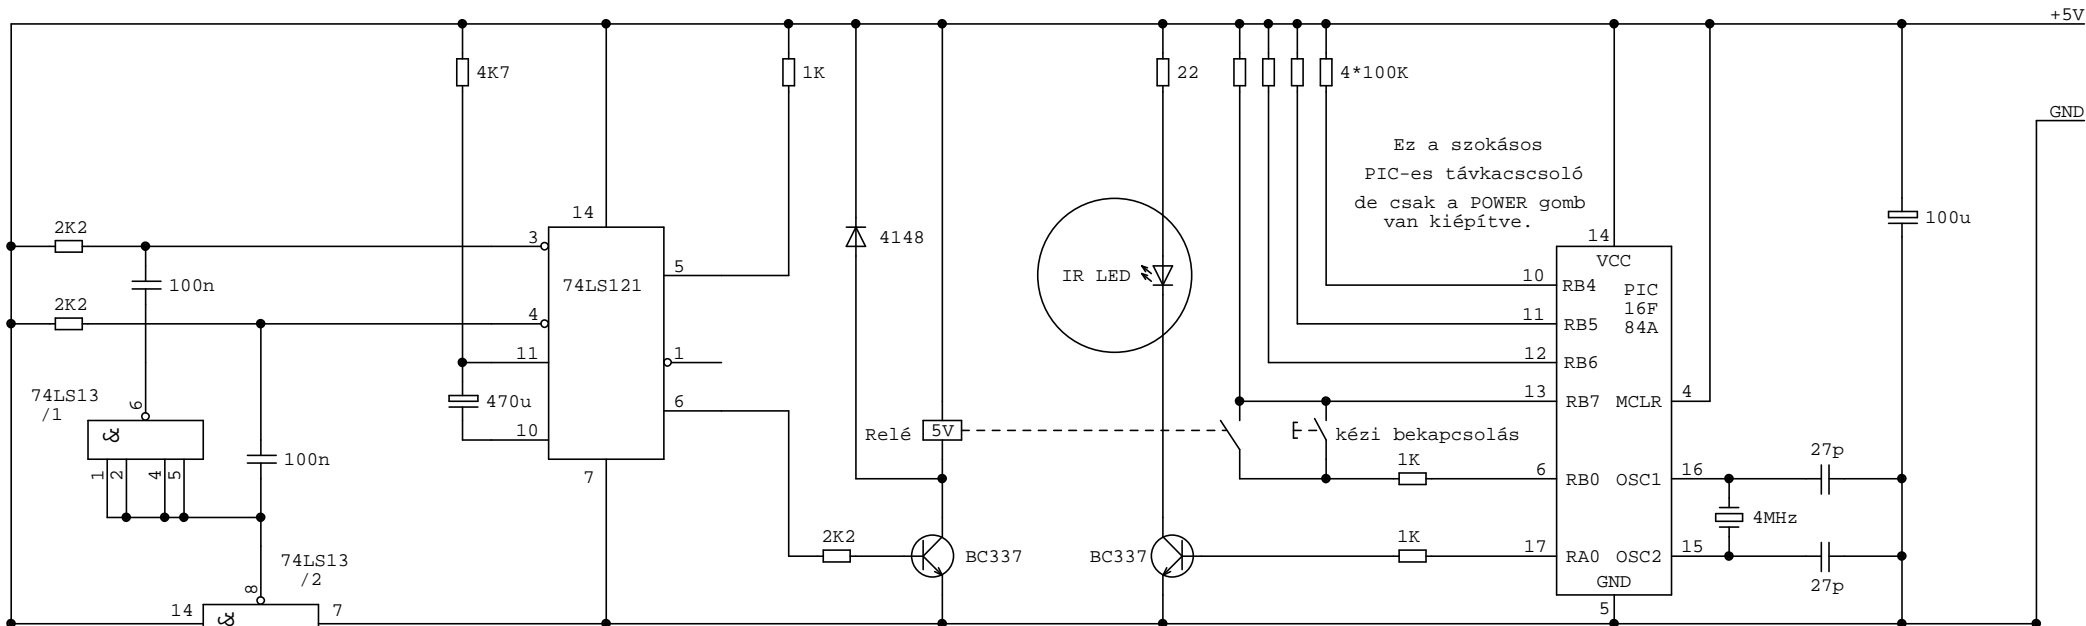 +5V
4K7
1K
22
4*100K
GND
Ez a szokásos
PIC-es távkacscsoló
de csak a POWER gomb
van kiépítve.
2K2
14
3
4148
100u
14
VCC
5
100n
74LS121
IR LED
10
RB4
PIC
16F
84A
2K2
4
11
RB5
11
1
12
RB6
74LS13
/1
6
470u
6
13
RB7
MCLR
4
&
10
Relé
5V
kézi bekapcsolás
1
2
4
5
100n
7
1K
6
RB0
OSC1
16
27p
4MHz
2K2
BC337
BC337
1K
17
RA0
OSC2
15
27p
74LS13
/2
8
GND
14
&
7
5